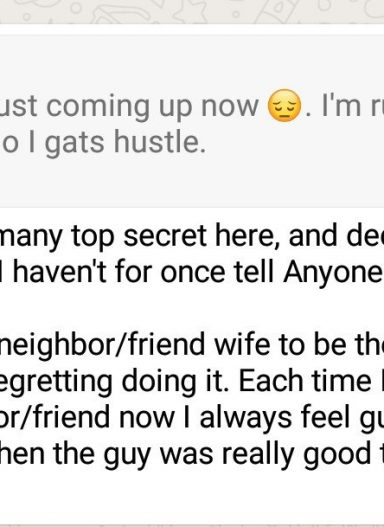 ust coming up now 😔. I'm ru
o I gats hustle.
many top secret here, and dee
I haven't for once tell Anyone
neighbor/friend wife to be the
egretting doing it. Each time I
or/friend now I always feel gu
hen the guy was really good t